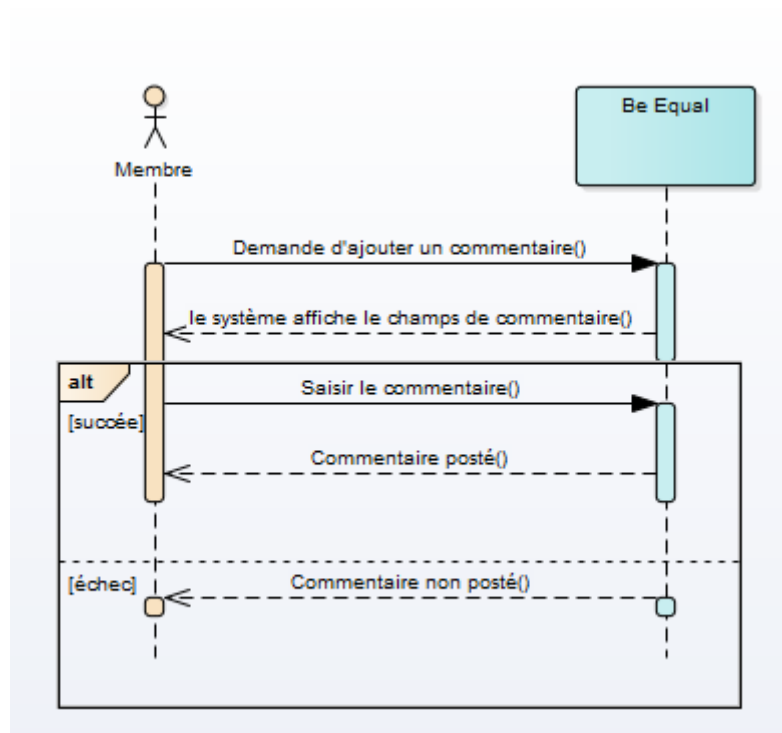 Be Equal
Membre
Demande d'ajouter un commentaire()
le système affiche le champs de commentaire()
alt
Saisir le commentaire()
[succée]
Commentaire posté()
[échec]
Commentaire non posté()